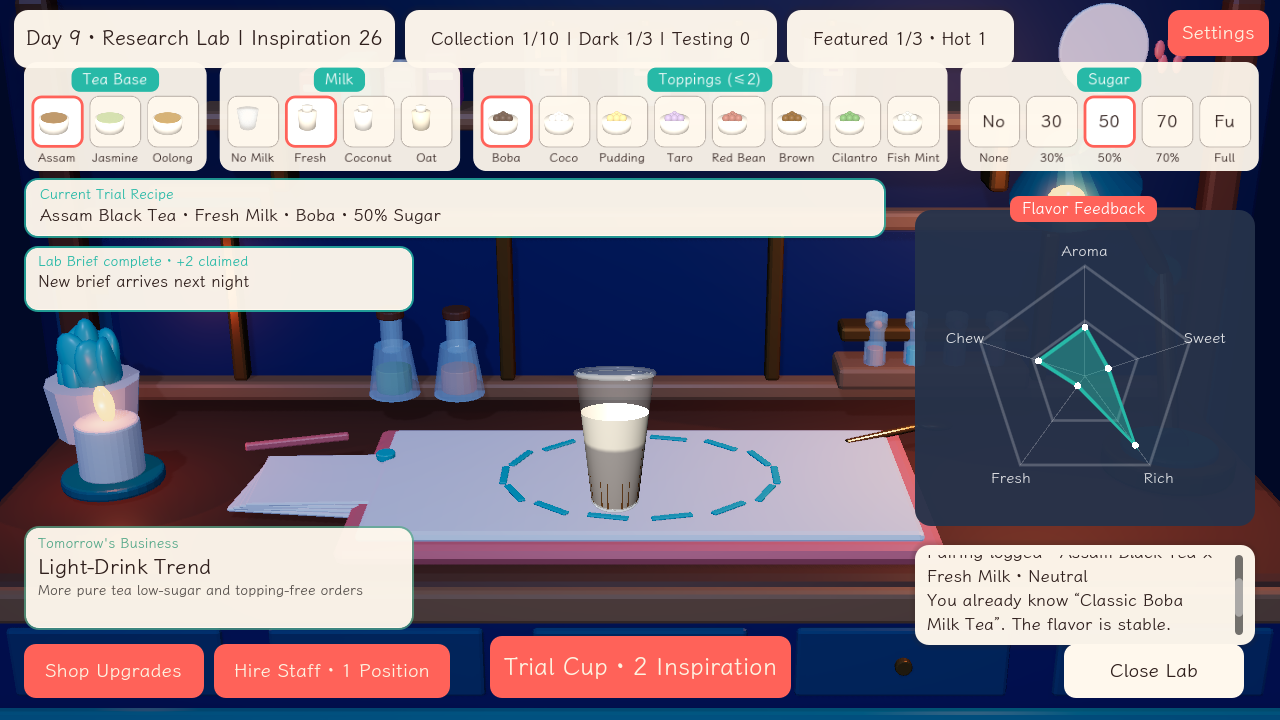 Day 9 • Research Lab | Inspiration 26
Collection 1/10 | Dark 1/3 | Testing 0
Featured 1/3 • Hot 1
Settings
Tea Base
Milk
Toppings (≤2)
Sugar
No
30
50
70
Fu
Assam
Jasmine
Oolong
No Milk
Fresh
Coconut
Oat
Boba
Coco
Pudding
Taro
Red Bean
Brown
Cilantro
Fish Mint
None
30%
50%
70%
Full
Current Trial Recipe
Assam Black Tea • Fresh Milk • Boba • 50% Sugar
Lab Brief complete • +2 claimed
New brief arrives next night
Flavor Feedback
Aroma
Chew
Sweet
Fresh
Rich
Tomorrow's Business
Light-Drink Trend
More pure tea low-sugar and topping-free orders
Pairing logged • Assam Black Tea ×
Fresh Milk • Neutral
You already know “Classic Boba
Milk Tea”. The flavor is stable.
Shop Upgrades
Hire Staff • 1 Position
Trial Cup • 2 Inspiration
Close Lab